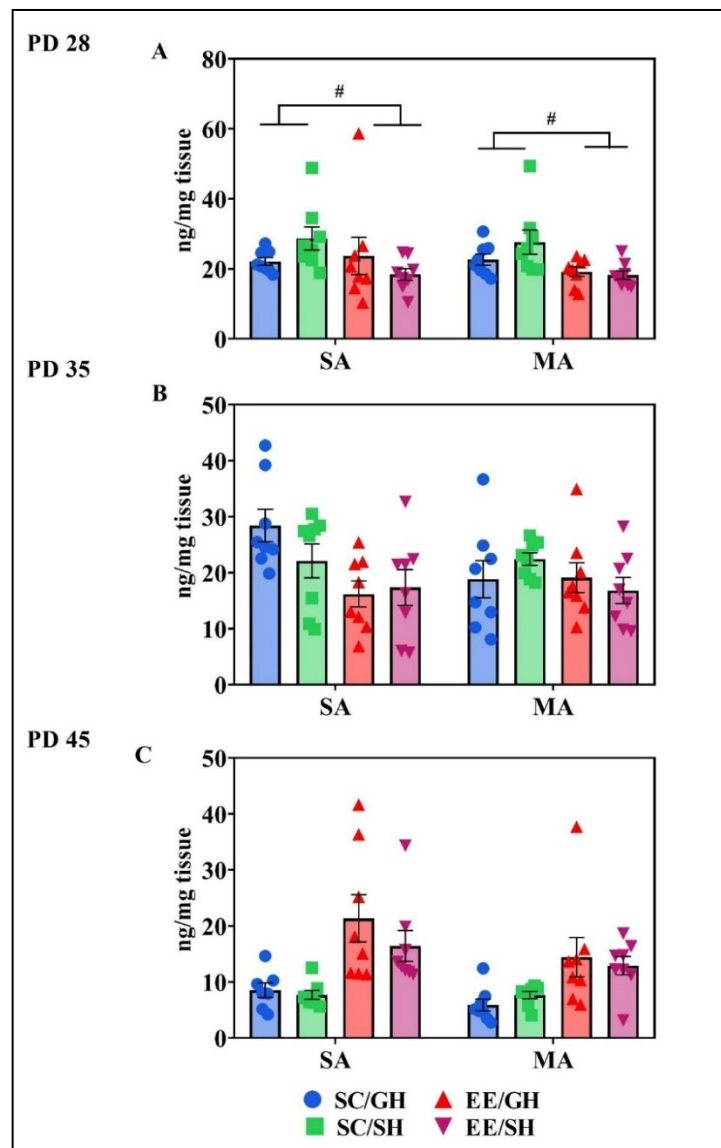 PD 28
A
80
#
#
60
ng/mg tissue
40
20
0
SA MA
PD 35
B
50
40
ng/mg tissue
30
20
10
0
SA MA
PD 45
C
50
40
ng/mg tissue
30
20
10
0
SA MA
SC/GH EE/GH
SC/SH EE/SH